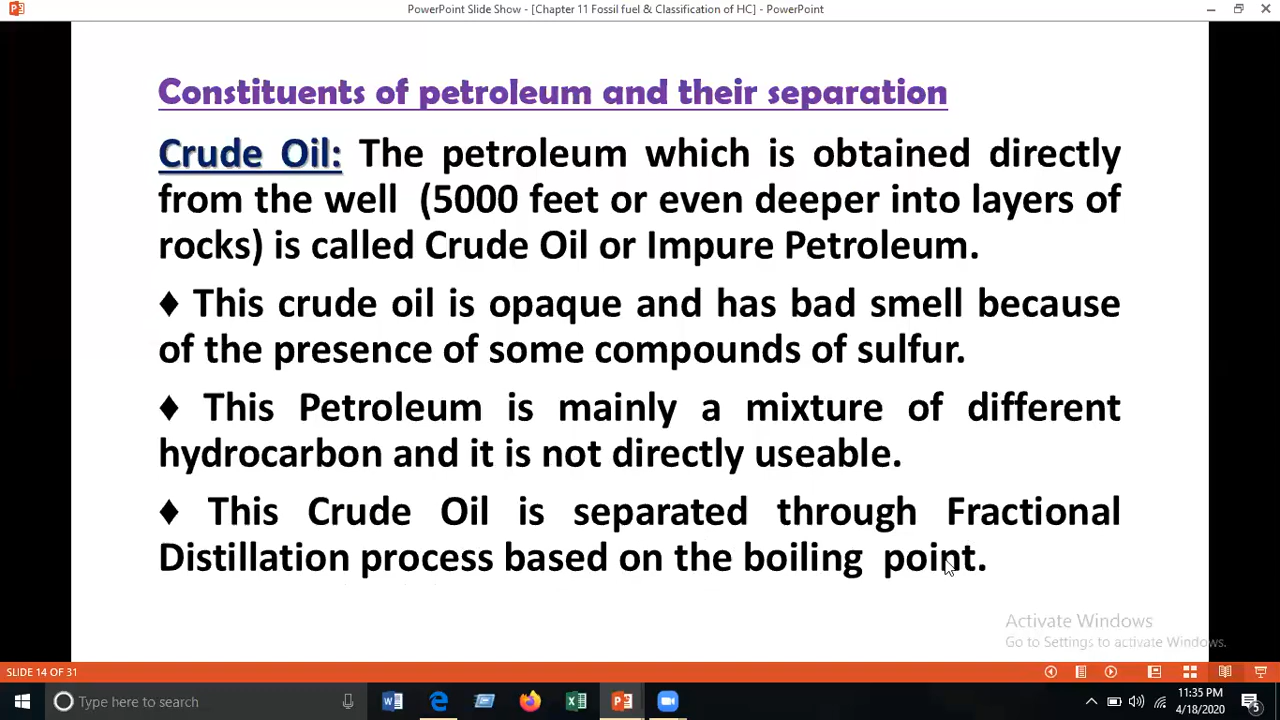 PowerPoint Slide Show - [Chapter 11 Fossil fuel & Classification of HC] - PowerPoint
Constituents of petroleum and their separation
Crude Oil: The petroleum which is obtained directly
from the well (5000 feet or even deeper into layers of
rocks) is called Crude Oil or Impure Petroleum.
♦ This crude oil is opaque and has bad smell because
of the presence of some compounds of sulfur.
♦ This Petroleum is mainly a mixture of different
hydrocarbon and it is not directly useable.
♦ This Crude Oil is separated through Fractional
Distillation process based on the boiling point.
Activate Windows
Go to Settings to activate Windows.
SLIDE 14 OF 31
Type here to search
11:35 PM
4/18/2020
5